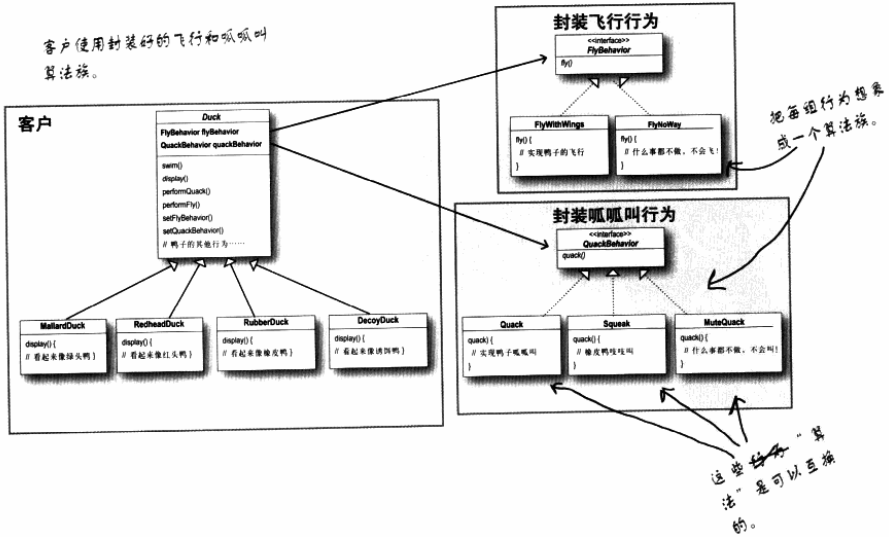 客户使用封装好的飞行和呱呱叫
算法族。
客户
Duck
FlyBehavior flyBehavior
QuackBehavior quackBehavior
swim()
display()
performQuack()
performFly()
setFlyBehavior()
setQuackBehavior()
// 鸭子的其他行为……
MallardDuck
display() {
// 看起来像绿头鸭 }
RedheadDuck
display() {
// 看起来像红头鸭 }
RubberDuck
display() {
// 看起来像橡皮鸭 }
DecoyDuck
display() {
// 看起来像诱饵鸭 }
封装飞行行为
<<interface>>
FlyBehavior
fly()
FlyWithWings
fly() {
// 实现鸭子的飞行
}
FlyNoWay
fly() {
// 什么事都不做，不会飞！
}
把每组行为想象
成一个算法族。
封装呱呱叫行为
<<interface>>
QuackBehavior
quack()
Quack
quack) {
// 实现鸭子呱呱叫
}
Squeak
quack() {
// 橡皮鸭吱吱叫
}
MuteQuack
quack() {
// 什么事都不做，不会叫！
}
这些行为“算
法”是可以互换
的。